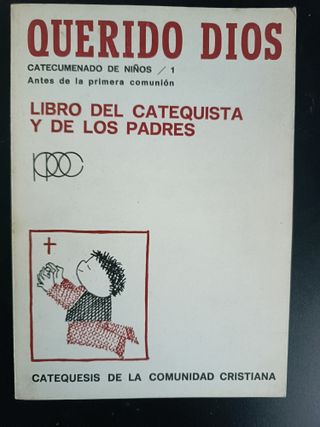 QUERIDO DIOS
CATECUMENADO DE NIÑOS / 1
Antes de la primera comunión
LIBRO DEL CATEQUISTA
Y DE LOS PADRES
ppc
CATEQUESIS DE LA COMUNIDAD CRISTIANA